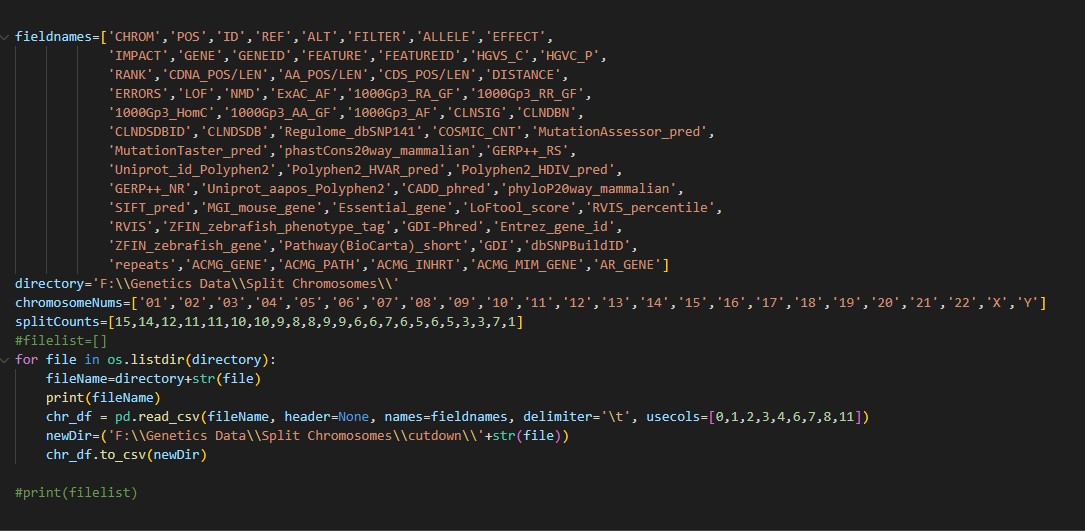 fieldnames=['CHROM','POS','ID','REF','ALT','FILTER','ALLELE','EFFECT',
'IMPACT','GENE','GENEID','FEATURE','FEATUREID','HGVS_C','HGVC_P',
'RANK','CDNA_POS/LEN','AA_POS/LEN','CDS_POS/LEN','DISTANCE',
'ERRORS','LOF','NMD','ExAC_AF','1000Gp3_RA_GF','1000Gp3_RR_GF',
'1000Gp3_HomC','1000Gp3_AA_GF','1000Gp3_AF','CLNSIG','CLNDBN',
'CLNDSDBID','CLNDSDB','Regulome_dbSNP141','COSMIC_CNT','MutationAssessor_pred',
'MutationTaster_pred','phastCons20way_mammalian','GERP++_RS',
'Uniprot_id_Polyphen2','Polyphen2_HVAR_pred','Polyphen2_HDIV_pred',
'GERP++_NR','Uniprot_aapos_Polyphen2','CADD_phred','phyloP20way_mammalian',
'SIFT_pred','MGI_mouse_gene','Essential_gene','LoFtool_score','RVIS_percentile',
'RVIS','ZFIN_zebrafish_phenotype_tag','GDI-Phred','Entrez_gene_id',
'ZFIN_zebrafish_gene','Pathway(BioCarta)_short','GDI','dbSNPBuildID',
'repeats','ACMG_GENE','ACMG_PATH','ACMG_INHRT','ACMG_MIM_GENE','AR_GENE']
directory='F:\\Genetics Data\\Split Chromosomes\\'
chromosomeNums=['01','02','03','04','05','06','07','08','09','10','11','12','13','14','15','16','17','18','19','20','21','22','X','Y']
splitCounts=[15,14,12,11,11,10,10,9,8,8,9,9,6,6,7,6,5,6,5,3,3,7,1]
#filelist=[]
for file in os.listdir(directory):
fileName=directory+str(file)
print(fileName)
chr_df = pd.read_csv(fileName, header=None, names=fieldnames, delimiter='\t', usecols=[0,1,2,3,4,6,7,8,11])
newDir=('F:\\Genetics Data\\Split Chromosomes\\cutdown\\'+str(file))
chr_df.to_csv(newDir)
#print(filelist)